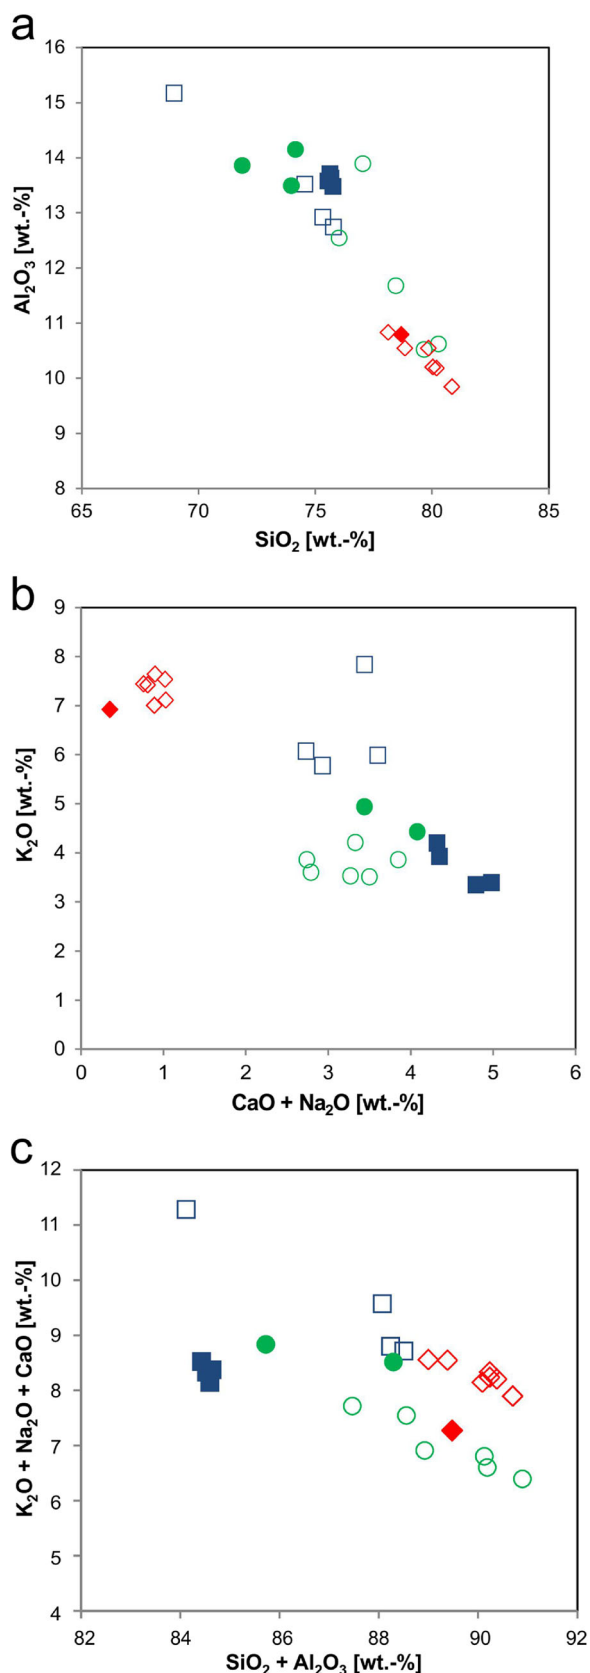 a
16
15
14
13
12
11
10
9
8
Al₂O₃ [wt.-%]
65 70 75 80 85
SiO₂ [wt.-%]
b
9
8
7
6
5
4
3
2
1
0
K₂O [wt.-%]
0 1 2 3 4 5 6
CaO + Na₂O [wt.-%]
c
12
11
10
9
8
7
6
5
4
K₂O + Na₂O + CaO [wt.-%]
82 84 86 88 90 92
SiO₂ + Al₂O₃ [wt.-%]